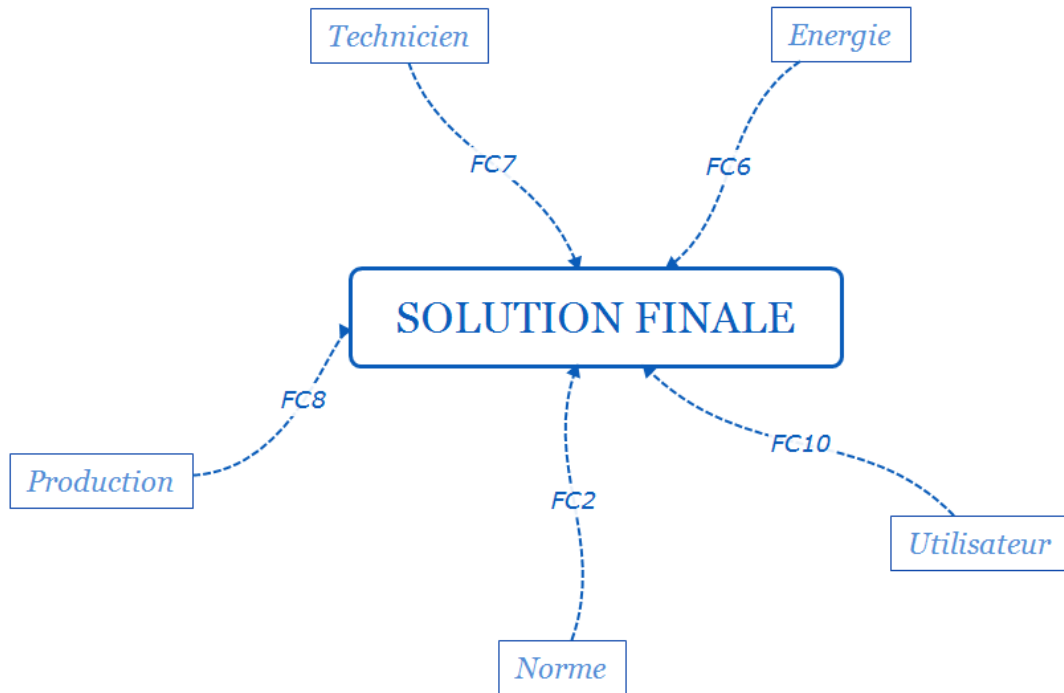 Technicien
Energie
FC7
FC6
SOLUTION FINALE
FC8
FC10
Production
FC2
Utilisateur
Norme